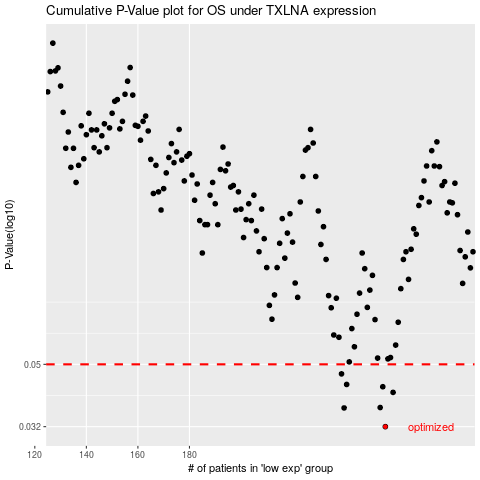 Cumulative P-Value plot for OS under TXLNA expression
P-Value(log10)
0.05
0.032
optimized
120 140 160 180
# of patients in 'low exp' group